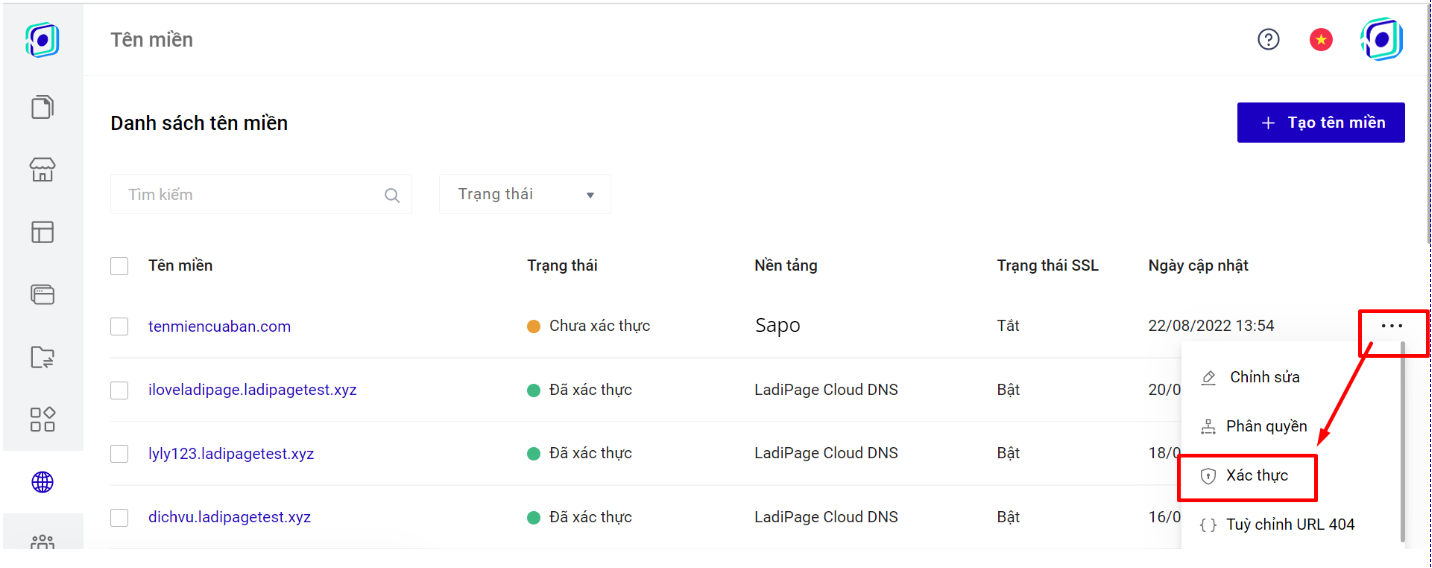 Tên miền
Danh sách tên miền
+ Tạo tên miền
Tìm kiếm
Trạng thái
Tên miền Trạng thái Nền tảng Trạng thái SSL Ngày cập nhật
tenmiencuaban.com Chưa xác thực Sapo Tắt 22/08/2022 13:54
Chỉnh sửa
iloveladipage.ladipagetest.xyz Đã xác thực LadiPage Cloud DNS Bật 20/0
Phân quyền
lyly123.ladipagetest.xyz Đã xác thực LadiPage Cloud DNS Bật 18/0
Xác thực
dichvu.ladipagetest.xyz Đã xác thực LadiPage Cloud DNS Bật 16/0
Tuỳ chỉnh URL 404